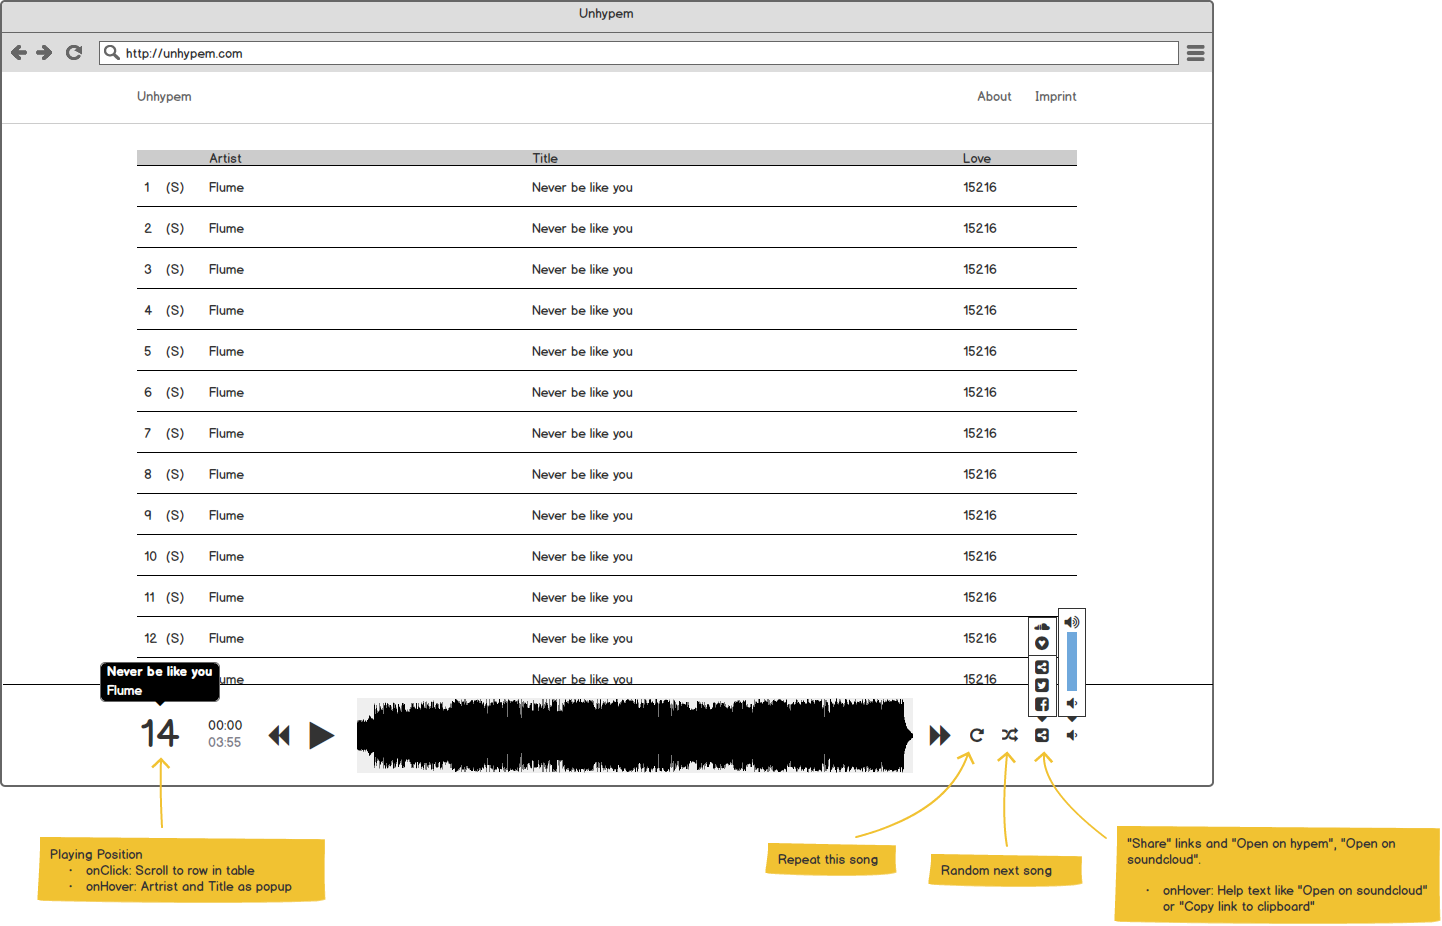 Unhypem
http://unhypem.com
Unhypem About Imprint
Artist Title Love
1 (S) Flume Never be like you 15216
2 (S) Flume Never be like you 15216
3 (S) Flume Never be like you 15216
4 (S) Flume Never be like you 15216
5 (S) Flume Never be like you 15216
6 (S) Flume Never be like you 15216
7 (S) Flume Never be like you 15216
8 (S) Flume Never be like you 15216
9 (S) Flume Never be like you 15216
10 (S) Flume Never be like you 15216
11 (S) Flume Never be like you 15216
12 (S) Flume Never be like you 15216
Never be like you
Flume
ume Never be like you 15216
14
00:00
03:55
Playing Position
· onClick: Scroll to row in table
· onHover: Artrist and Title as popup
Repeat this song
Random next song
"Share" links and "Open on hypem", "Open on
soundcloud".
· onHover: Help text like "Open on soundcloud"
or "Copy link to clipboard"